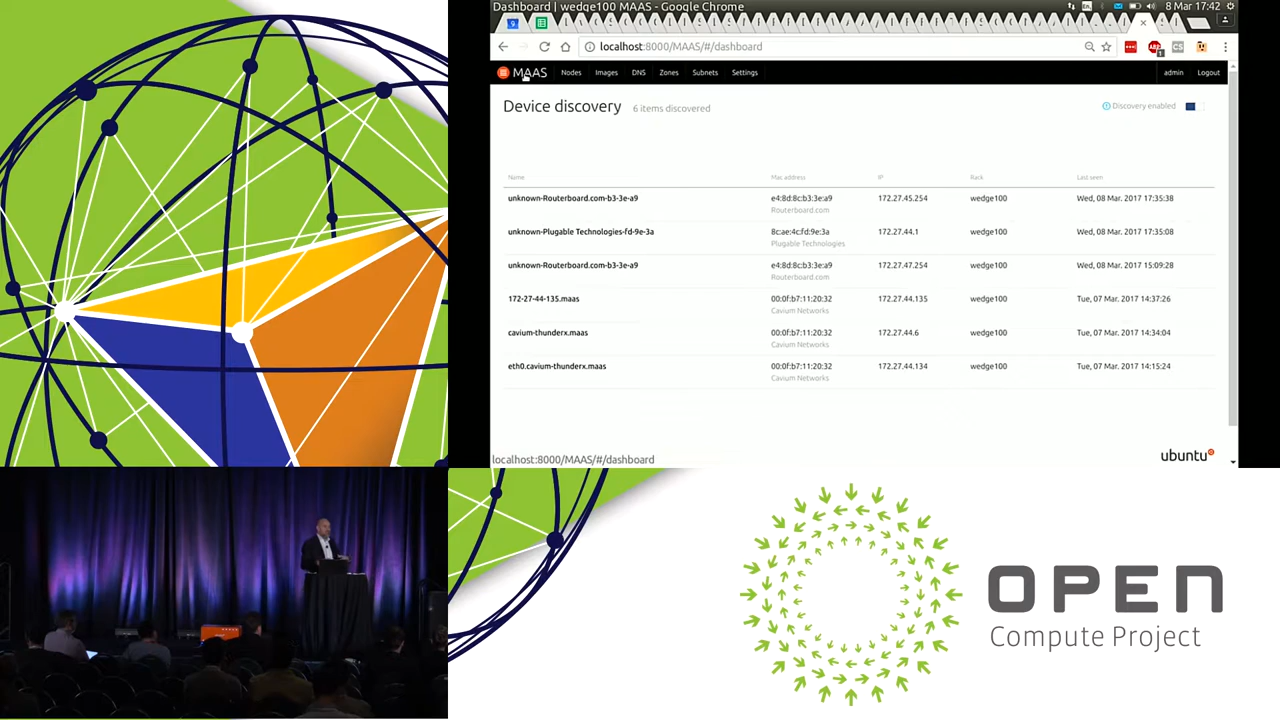 Dashboard | wedge100 MAAS - Google Chrome
En
8 Mar 17:42
localhost:8000/MAAS/#/dashboard
MAAS Nodes Images DNS Zones Subnets Settings admin Logout
Device discovery 6 items discovered Discovery enabled
Name Mac address IP Rack Last seen
unknown-Routerboard.com-b3-3e-a9 e4:8d:8c:b3:3e:a9 172.27.45.254 wedge100 Wed, 08 Mar. 2017 17:35:38
Routerboard.com
unknown-Plugable Technologies-fd-9e-3a 8c:ae:4c:fd:9e:3a 172.27.44.1 wedge100 Wed, 08 Mar. 2017 17:35:08
Plugable Technologies
unknown-Routerboard.com-b3-3e-a9 e4:8d:8c:b3:3e:a9 172.27.47.254 wedge100 Wed, 08 Mar. 2017 15:09:28
Routerboard.com
172-27-44-135.maas 00:0f:b7:11:20:32 172.27.44.135 wedge100 Tue, 07 Mar. 2017 14:37:26
Cavium Networks
cavium-thunderx.maas 00:0f:b7:11:20:32 172.27.44.6 wedge100 Tue, 07 Mar. 2017 14:34:04
Cavium Networks
eth0.cavium-thunderx.maas 00:0f:b7:11:20:32 172.27.44.134 wedge100 Tue, 07 Mar. 2017 14:15:24
Cavium Networks
localhost:8000/MAAS/#/dashboard
ubuntu
OPEN
Compute Project